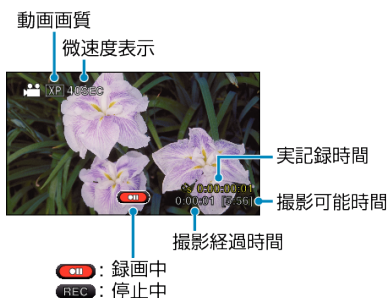 動画画質
微速度表示
XP 40SEC
実記録時間
0:00:00:01
0:00:01 [5:56]
撮影可能時間
撮影経過時間
: 録画中
REC : 停止中